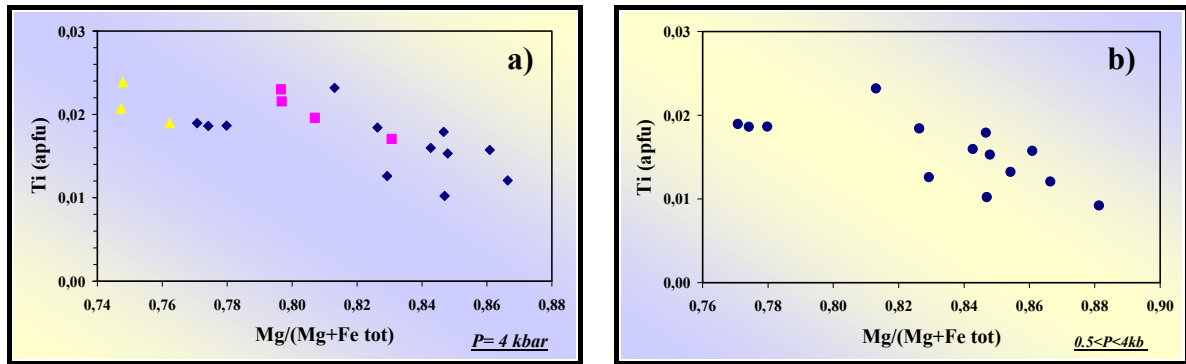 a)
0,03
0,02
0,01
0,00
Ti (apfu)
0,74 0,76 0,78 0,80 0,82 0,84 0,86 0,88
Mg/(Mg+Fe tot)
P= 4 kbar
b)
0,03
0,02
0,01
0,00
Ti (apfu)
0,76 0,78 0,80 0,82 0,84 0,86 0,88 0,90
Mg/(Mg+Fe tot)
0.5<P<4kb